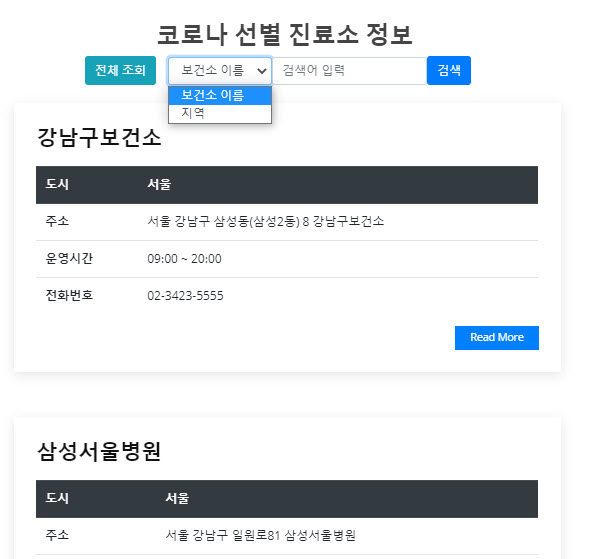 코로나 선별 진료소 정보
전체 조회 보건소 이름 검색어 입력 검색
보건소 이름
지역
강남구보건소
도시 서울
주소 서울 강남구 삼성동(삼성2동) 8 강남구보건소
운영시간 09:00 ~ 20:00
전화번호 02-3423-5555
Read More
삼성서울병원
도시 서울
주소 서울 강남구 일원로81 삼성서울병원